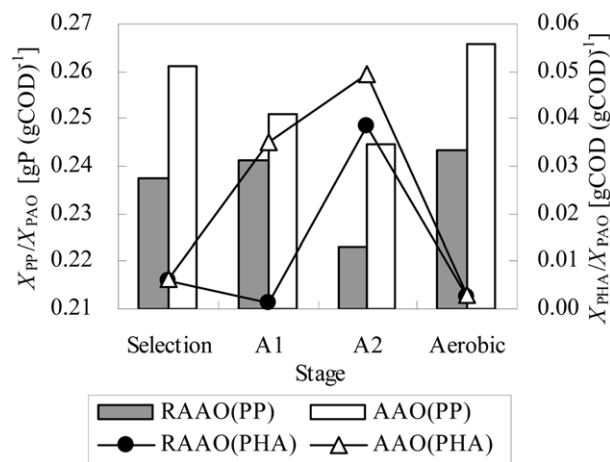 0.27
0.26
0.25
0.24
0.23
0.22
0.21
X_PP/X_PAO [gP (gCOD)⁻¹]
0.06
0.05
0.04
0.03
0.02
0.01
0.00
X_PHA/X_PAO [gCOD (gCOD)⁻¹]
Selection A1 A2 Aerobic
Stage
RAAO(PP) AAO(PP)
RAAO(PHA) AAO(PHA)